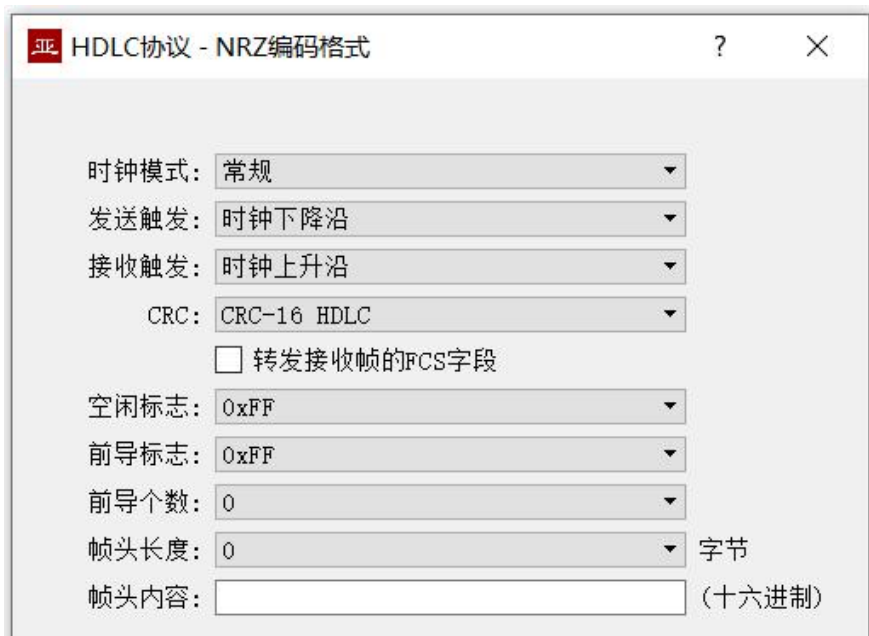 亚 HDLC协议 - NRZ编码格式 ? ×
时钟模式: 常规
发送触发: 时钟下降沿
接收触发: 时钟上升沿
CRC: CRC-16 HDLC
转发接收帧的FCS字段
空闲标志: 0xFF
前导标志: 0xFF
前导个数: 0
帧头长度: 0 字节
帧头内容: (十六进制)